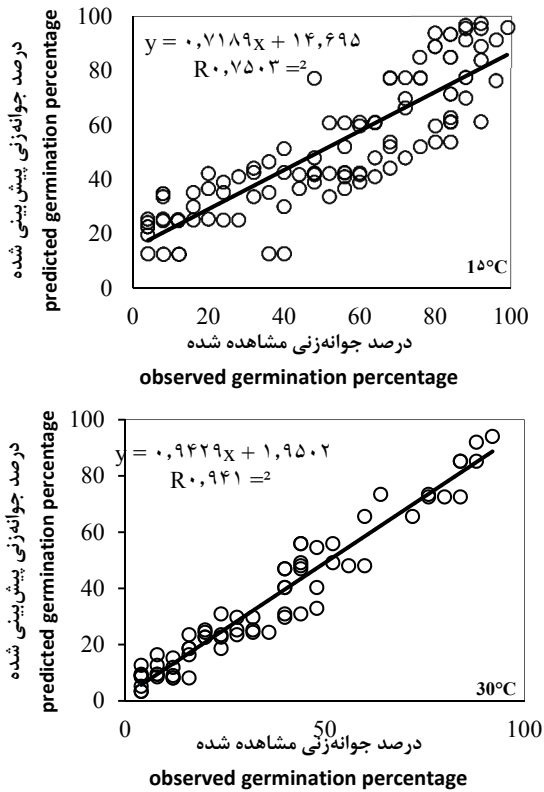 y = ۰٫۷۱۸۹x + ۱۴٫۶۹۵
R۰٫۷۵۰۳ =²
100
80
60
40
20
0
درصد جوانه‌زنی پیش‌بینی شده
predicted germination percentage
1۵°C
0 20 40 60 80 100
درصد جوانه‌زنی مشاهده شده
observed germination percentage
y = ۰٫۹۴۲۹x + ۱٫۹۵۰۲
R۰٫۹۴۱ =²
100
80
60
40
20
0
درصد جوانه‌زنی پیش‌بینی شده
predicted germination percentage
30°C
0 50 100
درصد جوانه‌زنی مشاهده شده
observed germination percentage